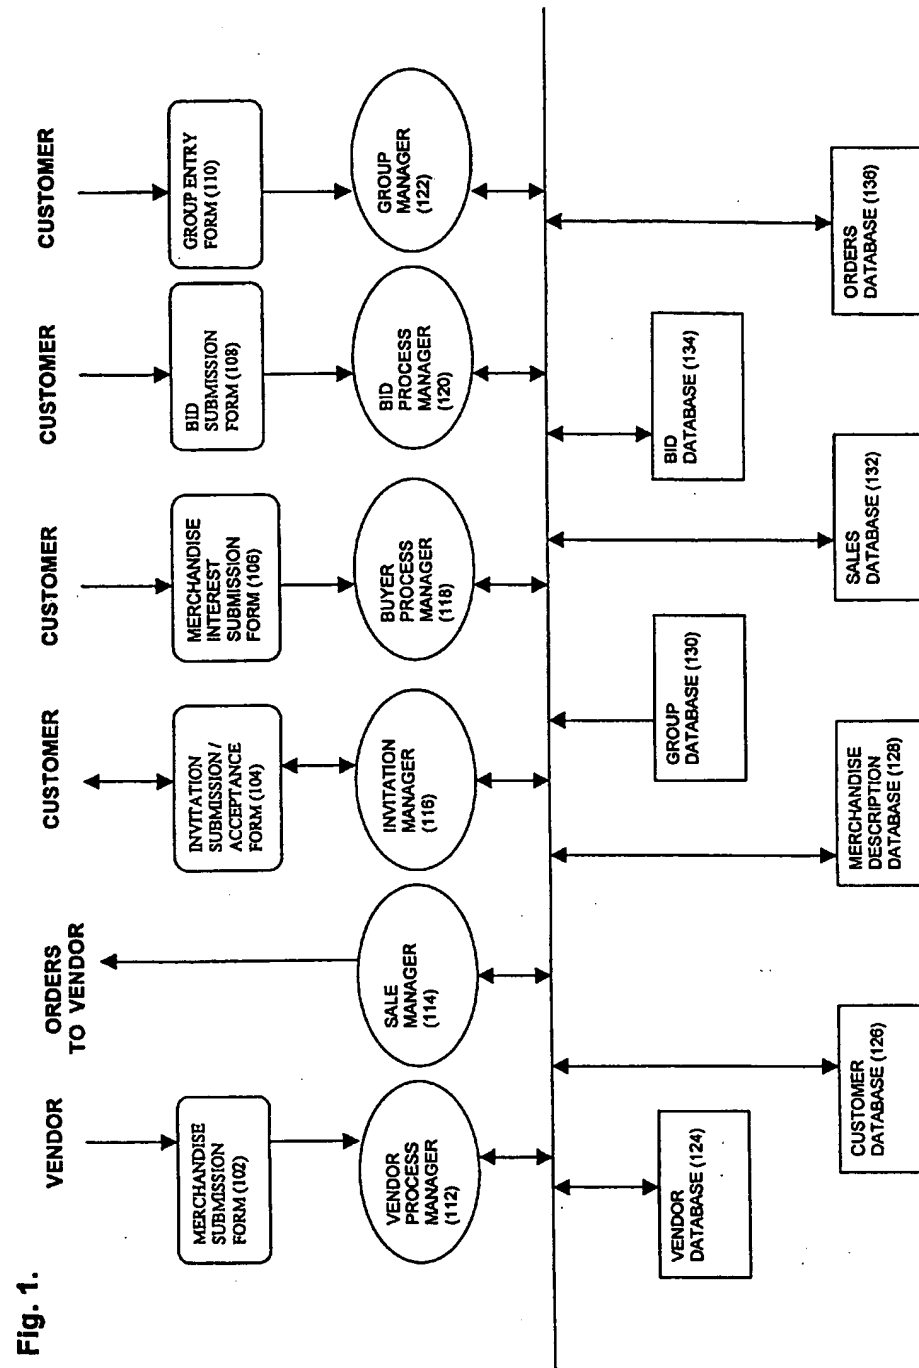 Fig. 1.
VENDOR
ORDERS
TO VENDOR
CUSTOMER
CUSTOMER
CUSTOMER
CUSTOMER
MERCHANDISE
SUBMISSION
FORM (102)
INVITATION
SUBMISSION /
ACCEPTANCE
FORM (104)
MERCHANDISE
INTEREST
SUBMISSION
FORM (106)
BID
SUBMISSION
FORM (108)
GROUP ENTRY
FORM (110)
VENDOR
PROCESS
MANAGER
(112)
SALE
MANAGER
(114)
INVITATION
MANAGER
(116)
BUYER
PROCESS
MANAGER
(118)
BID
PROCESS
MANAGER
(120)
GROUP
MANAGER
(122)
VENDOR
DATABASE (124)
GROUP
DATABASE (130)
BID
DATABASE (134)
CUSTOMER
DATABASE (126)
MERCHANDISE
DESCRIPTION
DATABASE (128)
SALES
DATABASE (132)
ORDERS
DATABASE (136)